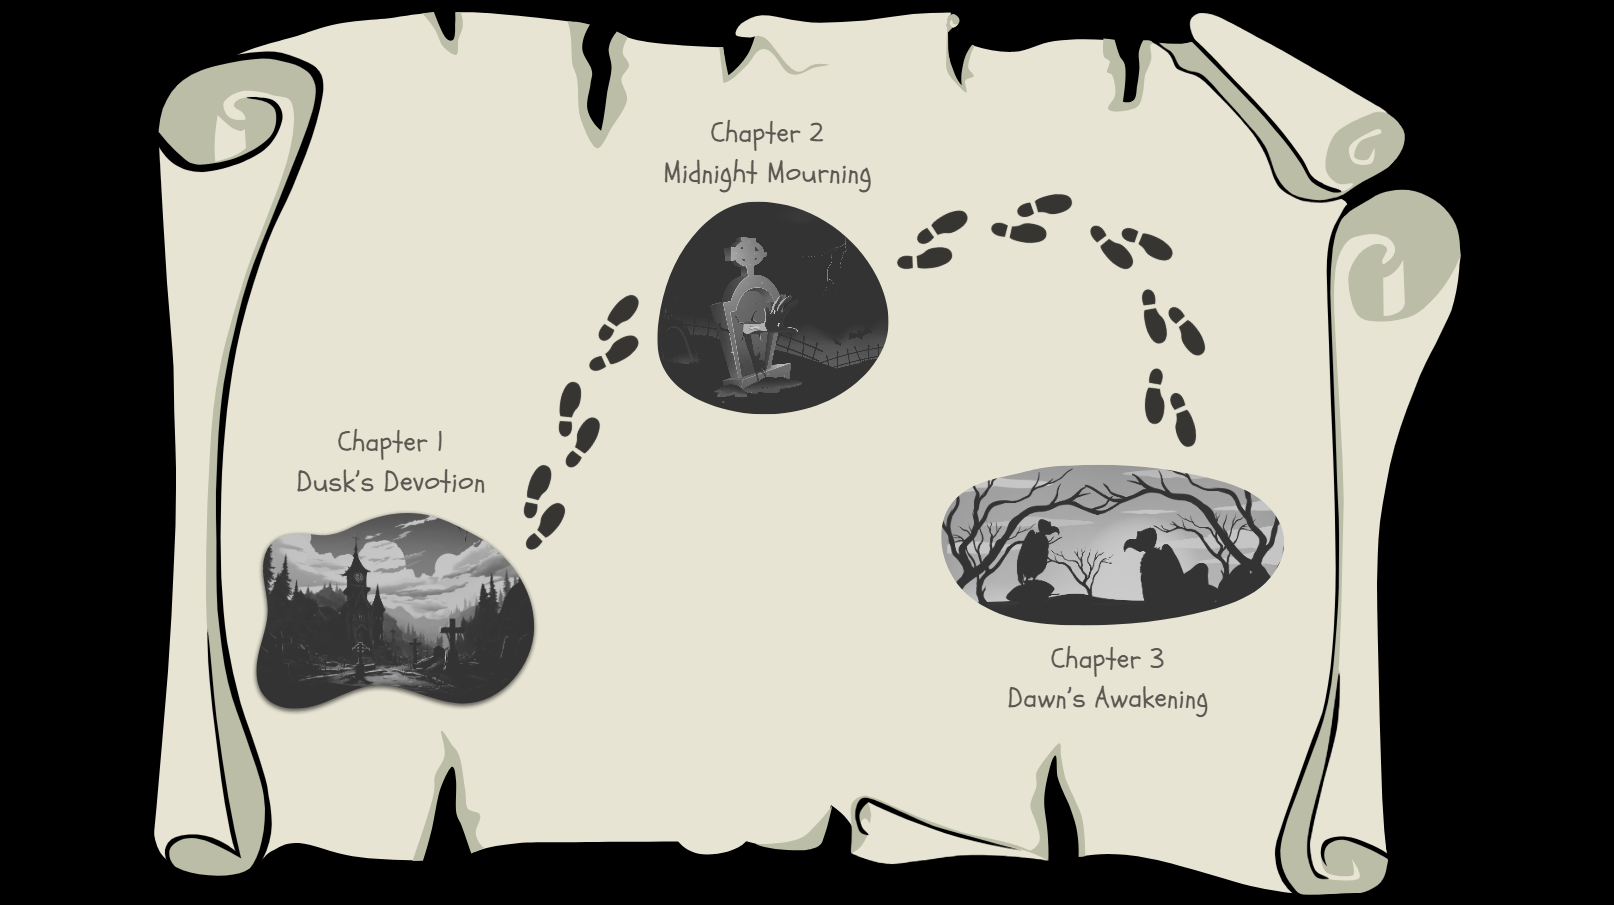 Chapter 1
Dusk's Devotion
Chapter 2
Midnight Mourning
Chapter 3
Dawn's Awakening